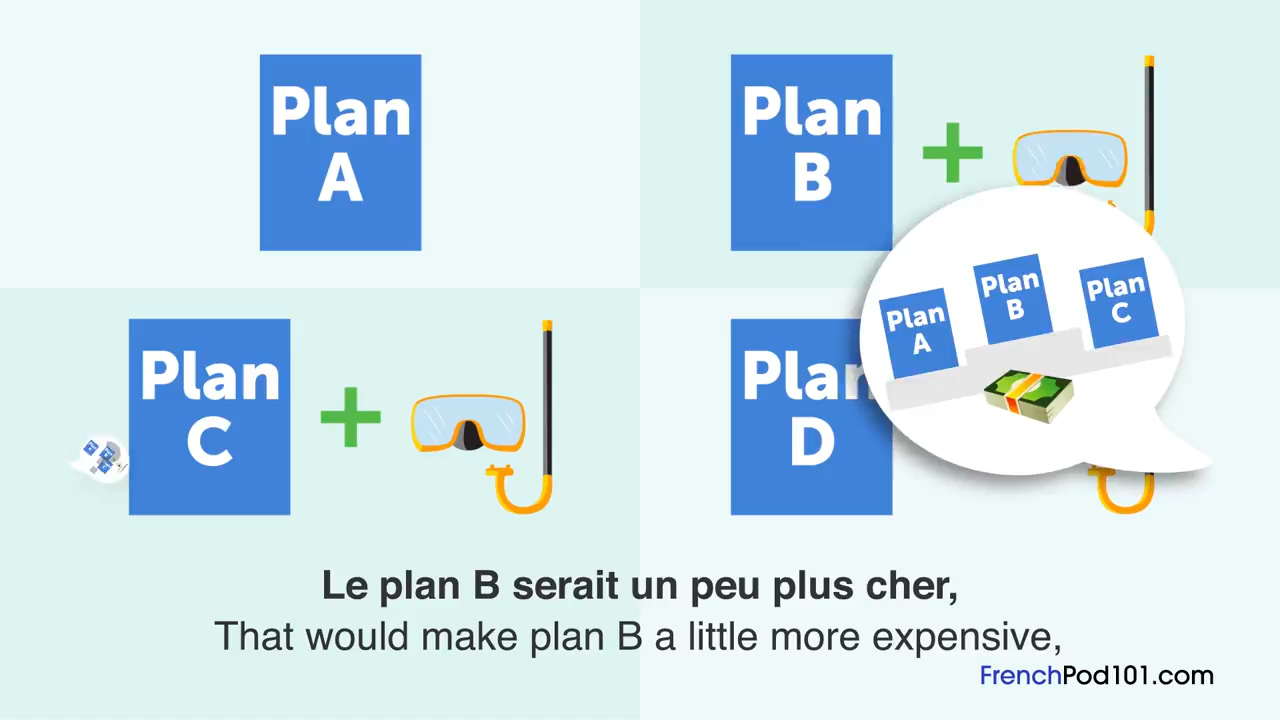 Plan
A
Plan
B
Plan
A
Plan
B
Plan
C
Plan
C
Plan
D
Le plan B serait un peu plus cher,
That would make plan B a little more expensive,
FrenchPod101.com